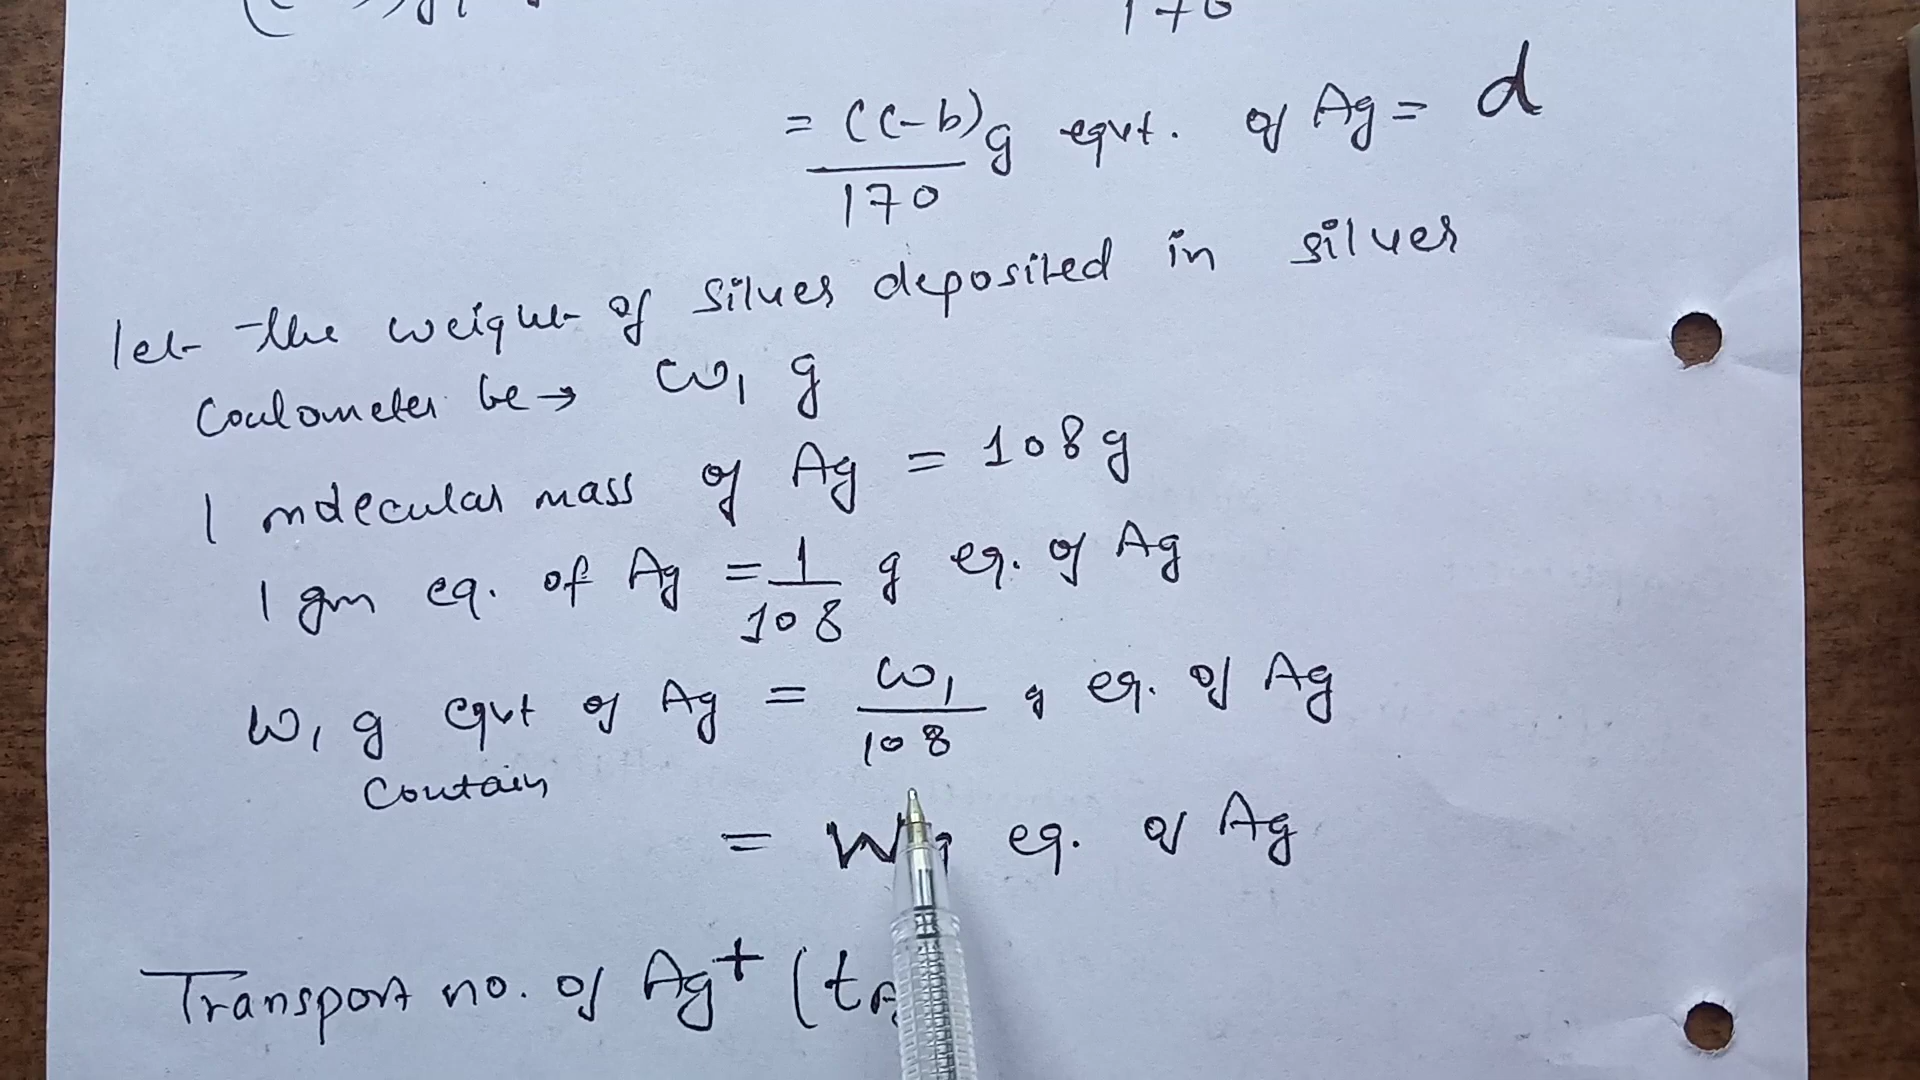 170
= (c-b) g eqvt. of Ag = d
170
let the weight of silver deposited in silver
Coulometer be → W1 g
1 molecular mass of Ag = 108 g
1 gm eq. of Ag = 1/108 g eq. of Ag
W1 g eqvt of Ag = W1/108 g eq. of Ag
Contain
= W eq. of Ag
Transport no. of Ag+ (t